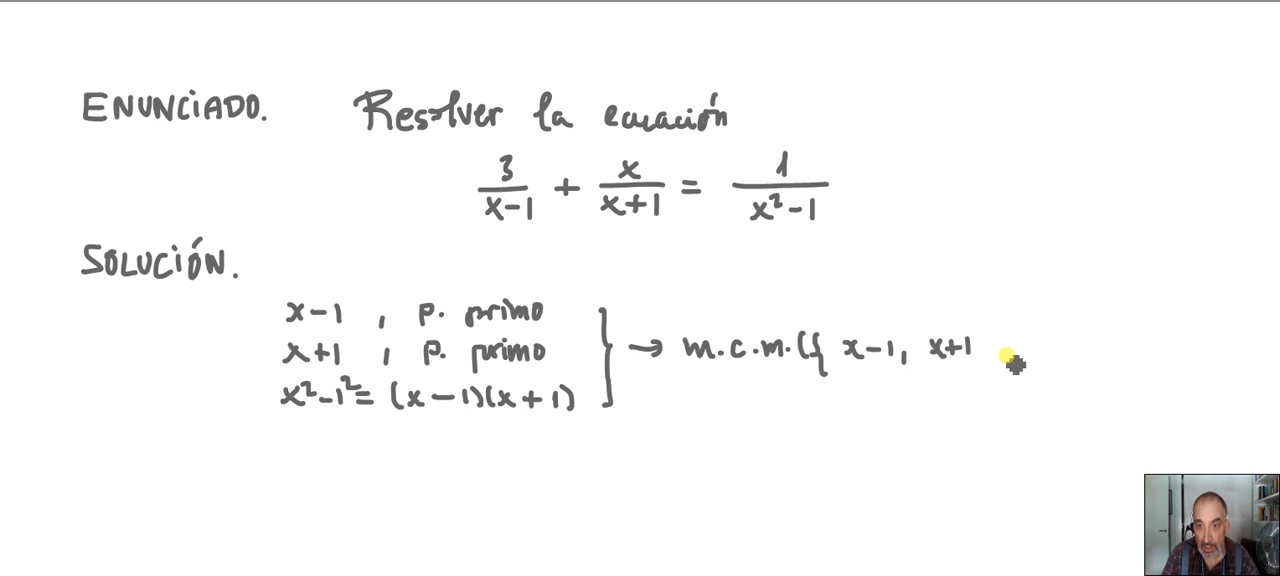 ENUNCIADO. Resolver la ecuación
3/(x-1) + x/(x+1) = 1/(x²-1)
SOLUCIÓN.
x-1 , p. primo
x+1 , p. primo
x²-1²= (x-1)(x+1)
} → m.c.m.({ x-1, x+1